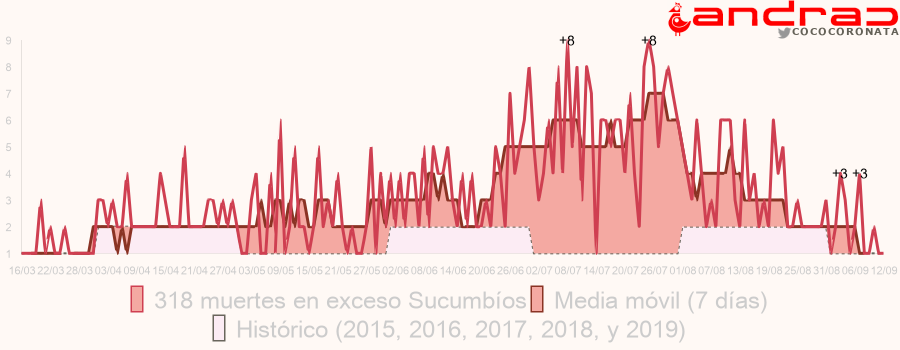 andrab
COCOCORONATA
+8 +8
9
8
7
6
5
4
+3 +3
3
2
1
16/03 22/03 28/03 03/04 09/04 15/04 21/04 27/04 03/05 09/05 15/05 21/05 27/05 02/06 08/06 14/06 20/06 26/06 02/07 08/07 14/07 20/07 26/07 01/08 07/08 13/08 19/08 25/08 31/08 06/09 12/09
318 muertes en exceso Sucumbíos Media móvil (7 días)
Histórico (2015, 2016, 2017, 2018, y 2019)